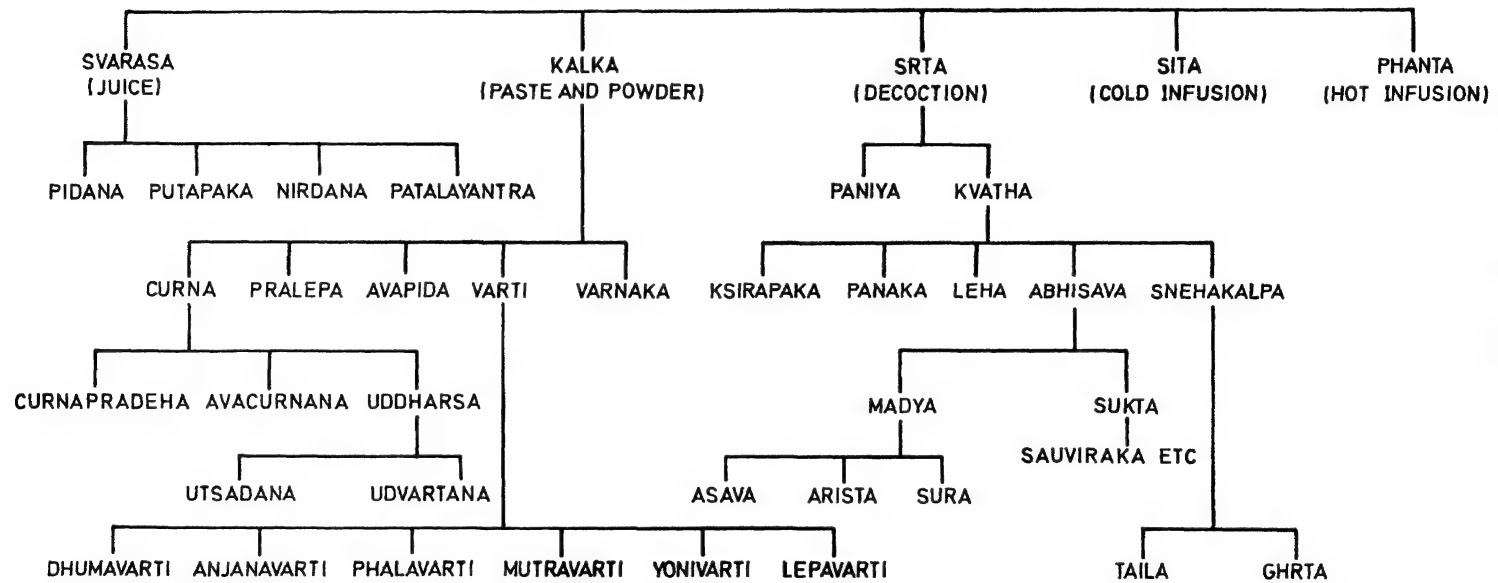 SVARASA KALKA SRTA SITA PHANTA
(JUICE) (PASTE AND POWDER) (DECOCTION) (COLD INFUSION) (HOT INFUSION)
PIDANA PUTAPAKA NIRDANA PATALAYANTRA PANIYA KVATHA
CURNA PRALEPA AVAPIDA VARTI VARNAKA KSIRAPAKA PANAKA LEHA ABHISAVA SNEHAKALPA
CURNAPRADEHA AVACURNANA UDDHARSA MADYA SUKTA
SAUVIRAKA ETC
UTSADANA UDVARTANA ASAVA ARISTA SURA
DHUMAVARTI ANJANAVARTI PHALAVARTI MUTRAVARTI YONIVARTI LEPAVARTI TAILA GHRTA